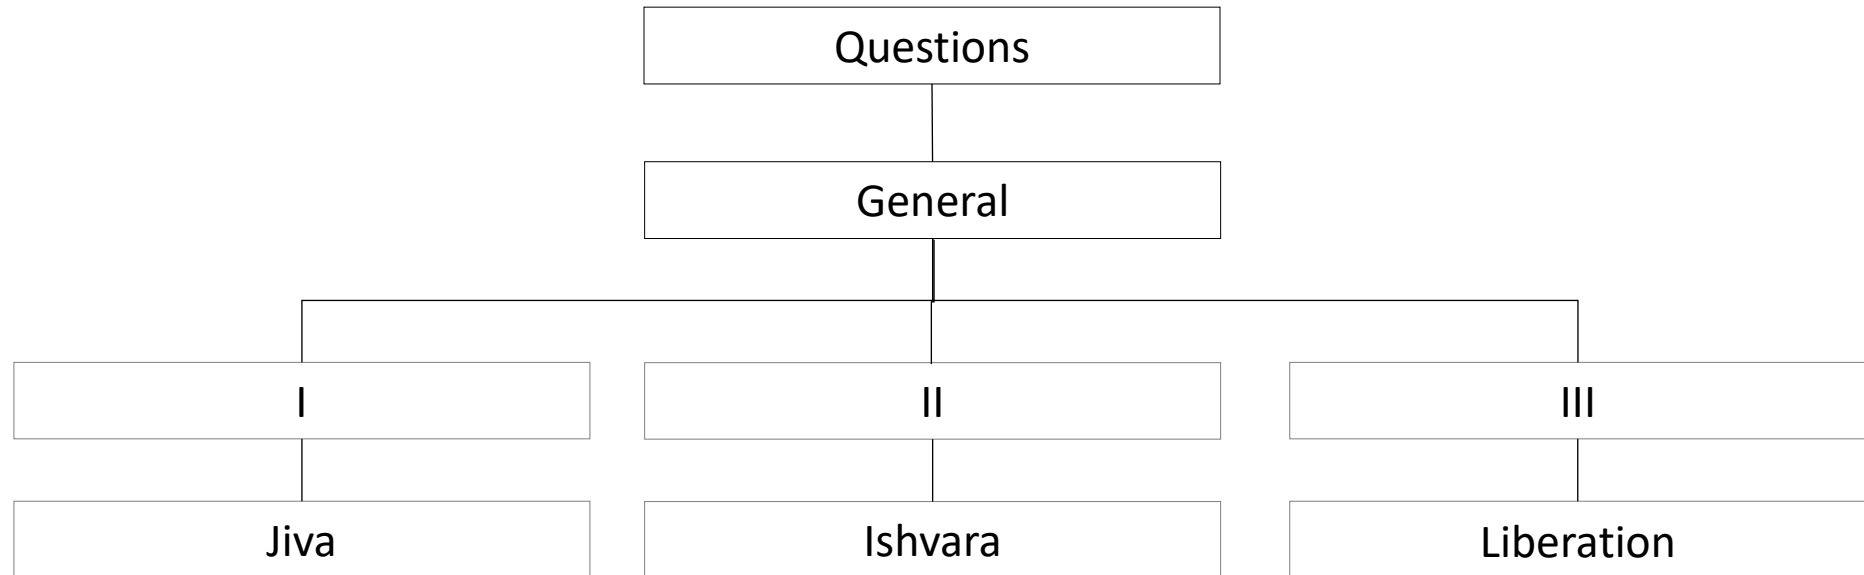 Questions
General
I
II
III
Jiva
Ishvara
Liberation